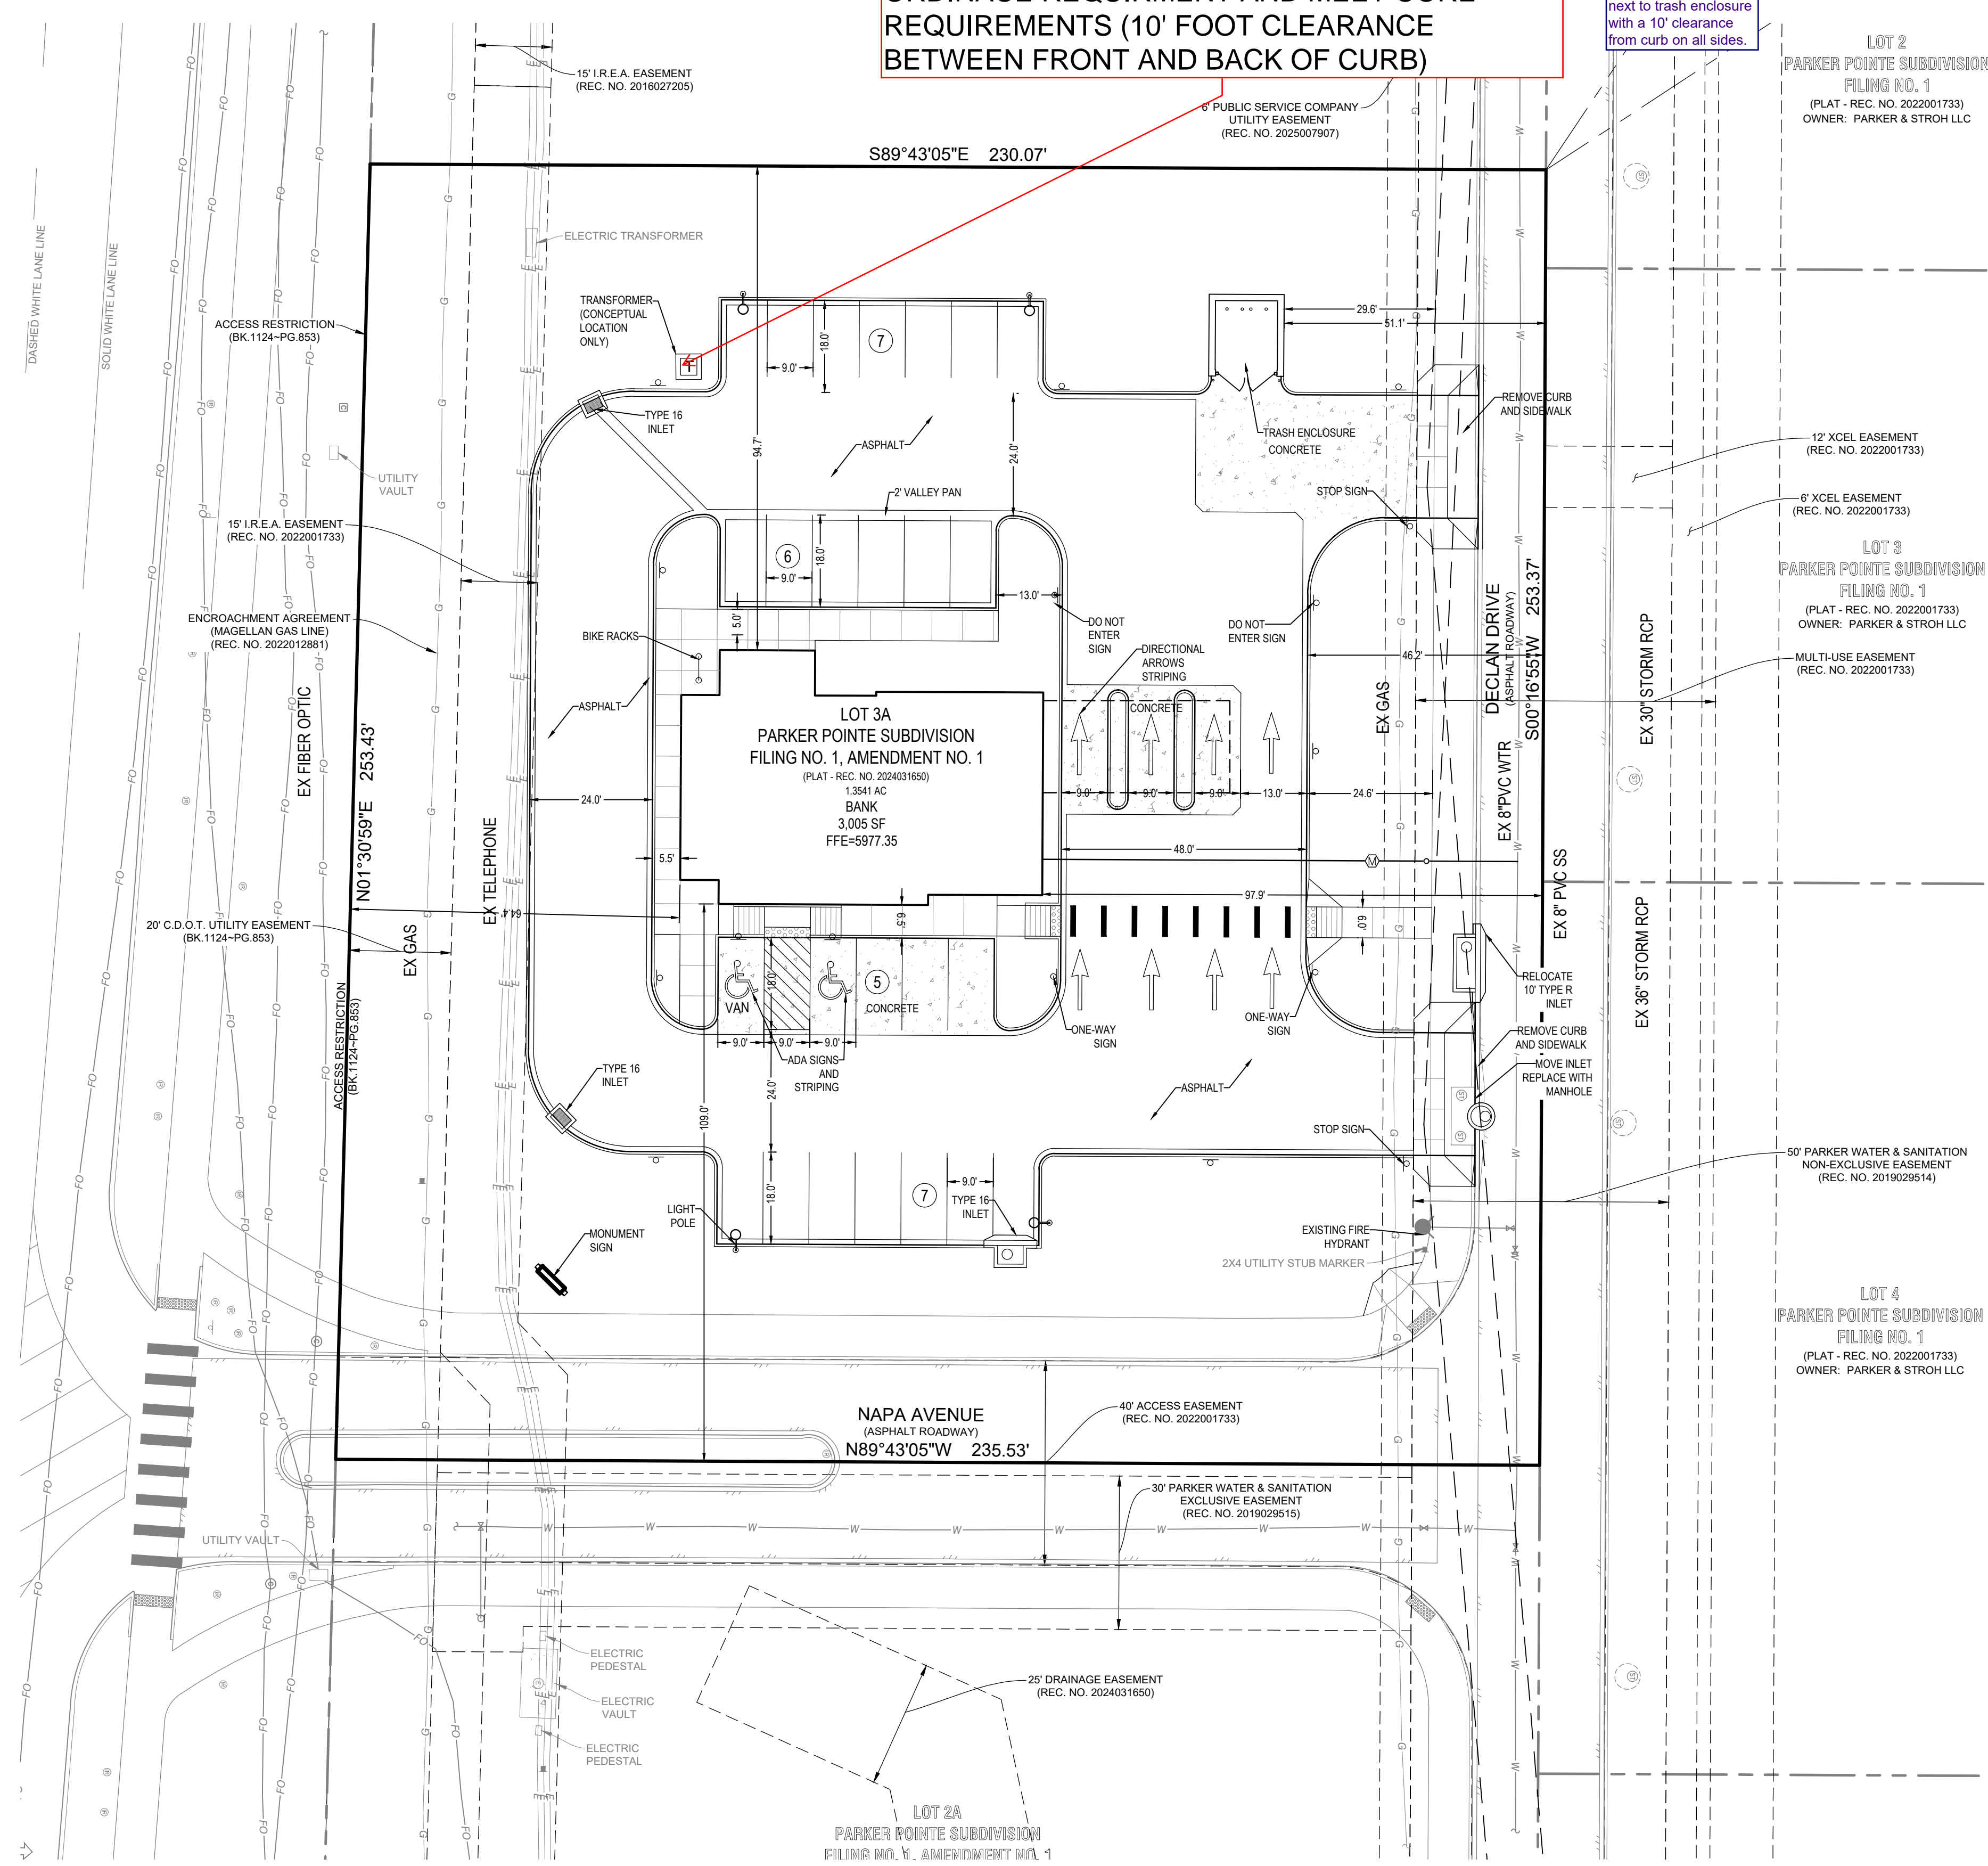 REQUIREMENTS (10' FOOT CLEARANCE
BETWEEN FRONT AND BACK OF CURB)
next to trash enclosure
with a 10' clearance
from curb on all sides.
LOT 2
PARKER POINTE SUBDIVISION
FILING NO. 1
(PLAT - REC. NO. 2022001733)
OWNER: PARKER & STROH LLC
15' I.R.E.A. EASEMENT
(REC. NO. 2016027205)
6' PUBLIC SERVICE COMPANY
UTILITY EASEMENT
(REC. NO. 2025007907)
S89°43'05"E 230.07'
DASHED WHITE LANE LINE
SOLID WHITE LANE LINE
ELECTRIC TRANSFORMER
TRANSFORMER
(CONCEPTUAL
LOCATION
ONLY)
T
ACCESS RESTRICTION
(BK.1124~PG.853)
7
18.0'
9.0'
29.6'
51.1'
TYPE 16
INLET
94.7'
ASPHALT
24.0'
TRASH ENCLOSURE
CONCRETE
REMOVE CURB
AND SIDEWALK
12' XCEL EASEMENT
(REC. NO. 2022001733)
UTILITY
VAULT
2' VALLEY PAN
STOP SIGN
6' XCEL EASEMENT
(REC. NO. 2022001733)
15' I.R.E.A. EASEMENT
(REC. NO. 2022001733)
6
18.0'
9.0'
13.0'
LOT 3
PARKER POINTE SUBDIVISION
FILING NO. 1
(PLAT - REC. NO. 2022001733)
OWNER: PARKER & STROH LLC
ENCROACHMENT AGREEMENT
(MAGELLAN GAS LINE)
(REC. NO. 2022012881)
BIKE RACKS
5.0'
DO NOT
ENTER
SIGN
DO NOT
ENTER SIGN
DIRECTIONAL
ARROWS
STRIPING
46.2'
DECLAN DRIVE
(ASPHALT ROADWAY)
S00°16'55"W 253.37'
MULTI-USE EASEMENT
(REC. NO. 2022001733)
EX 30" STORM RCP
EX FIBER OPTIC
N01°30'59"E 253.43'
ASPHALT
LOT 3A
PARKER POINTE SUBDIVISION
FILING NO. 1, AMENDMENT NO. 1
(PLAT - REC. NO. 2024031650)
1.3541 AC
BANK
3,005 SF
FFE=5977.35
CONCRETE
EX GAS
EX 8"PVC WTR
24.0'
9.0'
9.0'
9.0'
13.0'
24.6'
EX TELEPHONE
5.5'
48.0'
M
97.9'
EX 8" PVC SS
64.4'
20' C.D.O.T. UTILITY EASEMENT
(BK.1124~PG.853)
EX GAS
6.5'
6.0'
EX 36" STORM RCP
ACCESS RESTRICTION
(BK.1124~PG.853)
VAN
18.0'
5
CONCRETE
RELOCATE
10' TYPE R
INLET
ONE-WAY
SIGN
ONE-WAY
SIGN
REMOVE CURB
AND SIDEWALK
9.0'
9.0'
9.0'
ADA SIGNS
AND
STRIPING
MOVE INLET
REPLACE WITH
MANHOLE
TYPE 16
INLET
24.0'
109.0'
ASPHALT
STOP SIGN
50' PARKER WATER & SANITATION
NON-EXCLUSIVE EASEMENT
(REC. NO. 2019029514)
18.0'
7
9.0'
TYPE 16
INLET
LIGHT
POLE
MONUMENT
SIGN
EXISTING FIRE
HYDRANT
2X4 UTILITY STUB MARKER
LOT 4
PARKER POINTE SUBDIVISION
FILING NO. 1
(PLAT - REC. NO. 2022001733)
OWNER: PARKER & STROH LLC
NAPA AVENUE
(ASPHALT ROADWAY)
N89°43'05"W 235.53'
40' ACCESS EASEMENT
(REC. NO. 2022001733)
30' PARKER WATER & SANITATION
EXCLUSIVE EASEMENT
(REC. NO. 2019029515)
UTILITY VAULT
ELECTRIC
PEDESTAL
ELECTRIC
VAULT
ELECTRIC
PEDESTAL
25' DRAINAGE EASEMENT
(REC. NO. 2024031650)
LOT 2A
PARKER POINTE SUBDIVISION
FILING NO. 1, AMENDMENT NO. 1